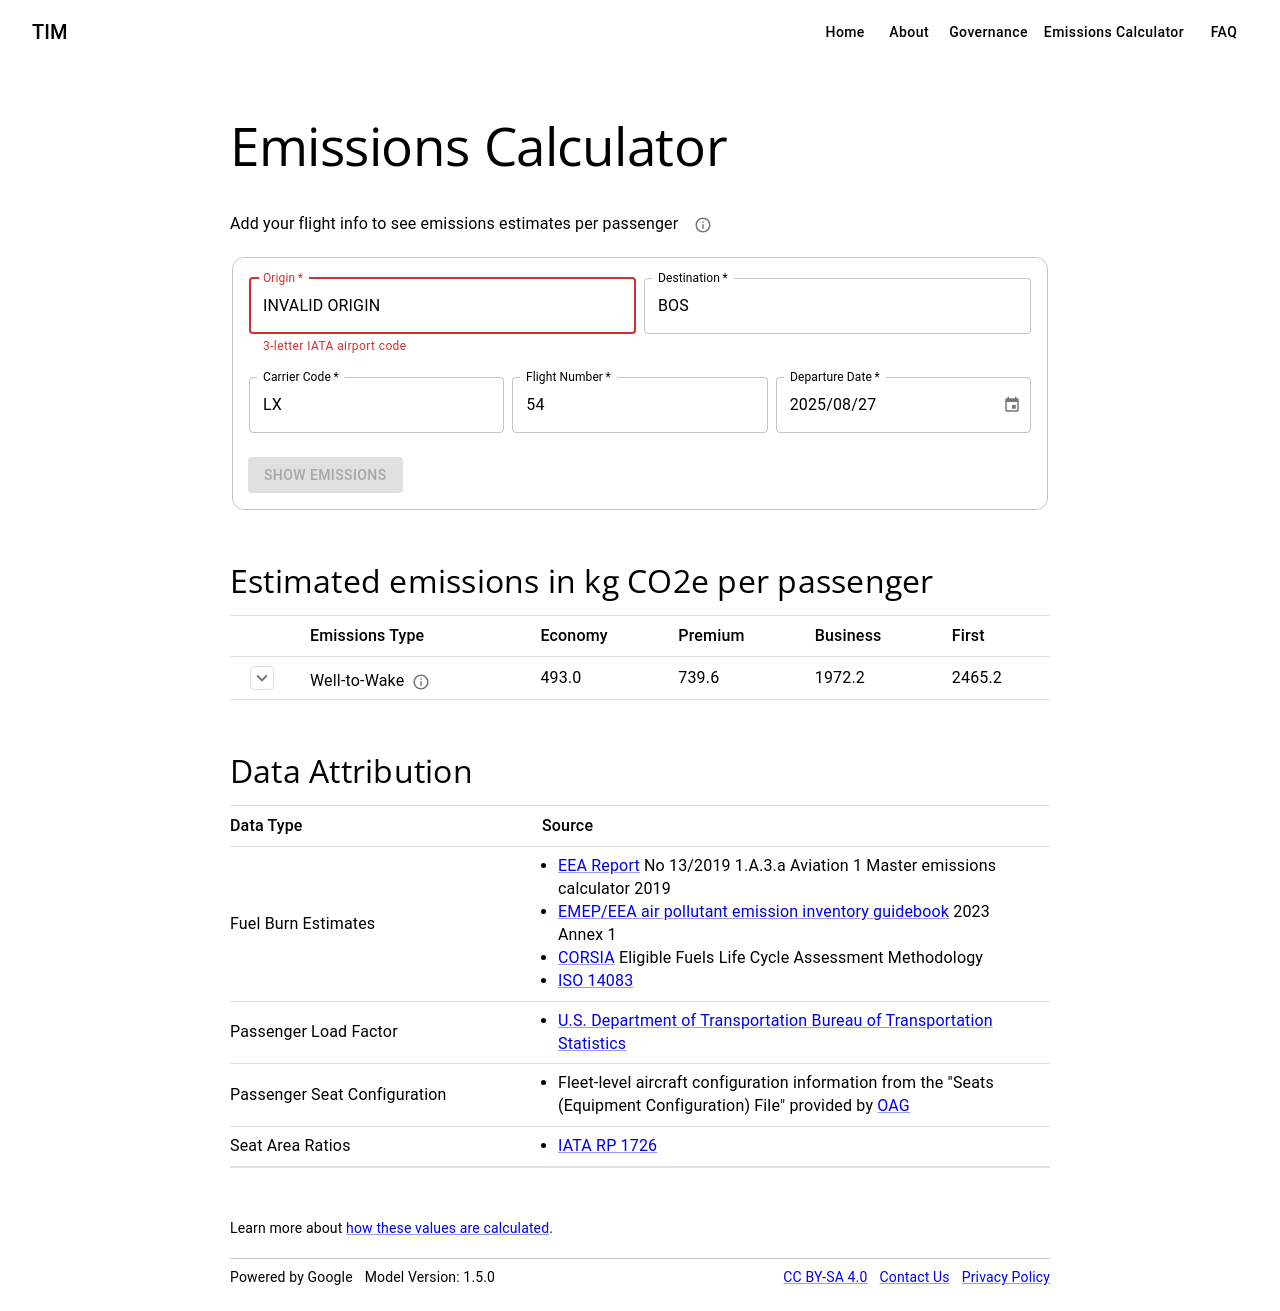 TIM
Home About Governance Emissions Calculator FAQ
Emissions Calculator
Add your flight info to see emissions estimates per passenger
Origin * Destination *
INVALID ORIGIN BOS
3-letter IATA airport code
Carrier Code * Flight Number * Departure Date *
LX 54 2025/08/27
SHOW EMISSIONS
Estimated emissions in kg CO2e per passenger
Emissions Type Economy Premium Business First
Well-to-Wake 493.0 739.6 1972.2 2465.2
Data Attribution
Data Type Source
Fuel Burn Estimates
• EEA Report No 13/2019 1.A.3.a Aviation 1 Master emissions
calculator 2019
• EMEP/EEA air pollutant emission inventory guidebook 2023
Annex 1
• CORSIA Eligible Fuels Life Cycle Assessment Methodology
• ISO 14083
Passenger Load Factor
• U.S. Department of Transportation Bureau of Transportation
Statistics
Passenger Seat Configuration
• Fleet-level aircraft configuration information from the "Seats
(Equipment Configuration) File" provided by OAG
Seat Area Ratios
• IATA RP 1726
Learn more about how these values are calculated.
Powered by Google Model Version: 1.5.0 CC BY-SA 4.0 Contact Us Privacy Policy